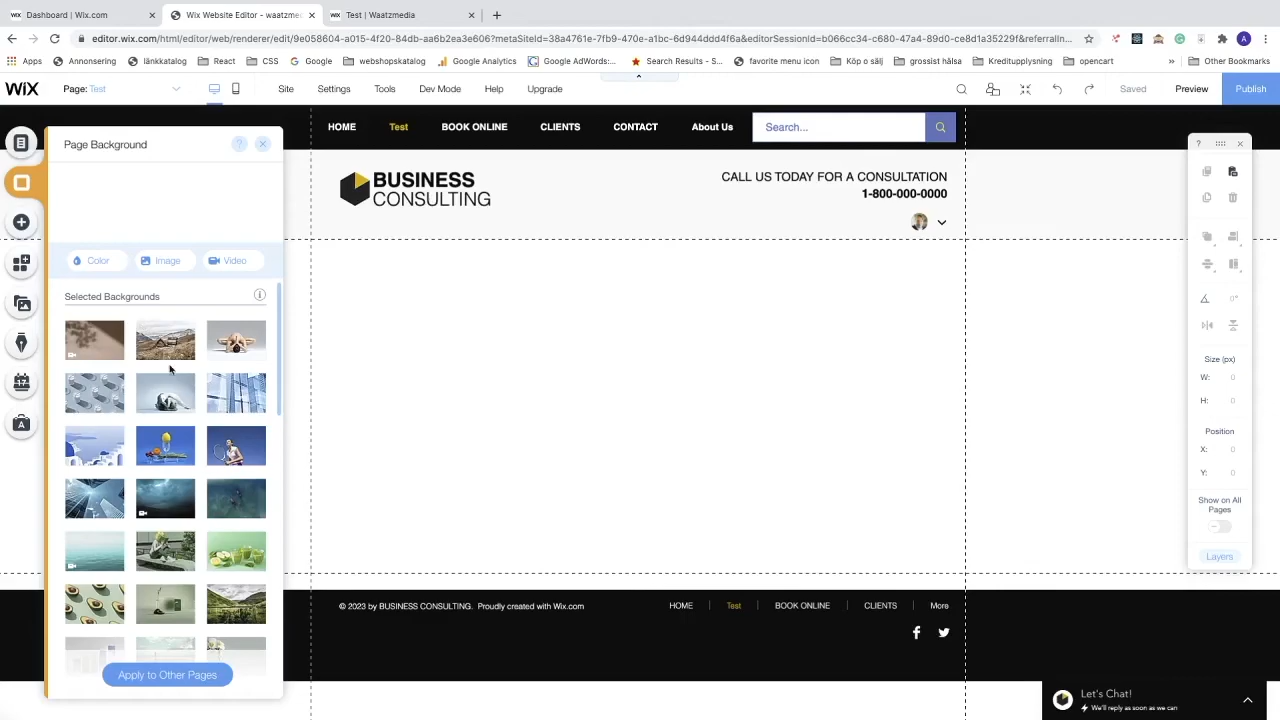 Dashboard | Wix.com
Wix Website Editor - waatzme
Test | Waatzmedia
editor.wix.com/html/editor/web/renderer/edit/9e058604-a015-4f20-84db-aa6b2ea3e606?metaSiteId=38a4761e-7fb9-470e-a1bc-6d944ddd4f6a&editorSessionId=b066cc34-c680-47a4-89d0-ce8d1a35229f&referralIn...
Apps
Annonsering
länkkatalog
React
CSS
Google
webshopskatalog
Google Analytics
Google AdWords:...
Search Results - S...
favorite menu icon
Köp o sälj
grossist hälsa
Kreditupplysning
opencart
»
Other Bookmarks
WiX
Page: Test
Site
Settings
Tools
Dev Mode
Help
Upgrade
Saved
Preview
Publish
HOME
Test
BOOK ONLINE
CLIENTS
CONTACT
About Us
Search...
Page Background
?
BUSINESS
CONSULTING
CALL US TODAY FOR A CONSULTATION
1-800-000-0000
Color
Image
Video
Selected Backgrounds
Apply to Other Pages
?
Size (px)
W: 0
H: 0
Position
X: 0
Y: 0
Show on All
Pages
Layers
© 2023 by BUSINESS CONSULTING. Proudly created with Wix.com
HOME
Test
BOOK ONLINE
CLIENTS
More
Let's Chat!
We'll reply as soon as we can